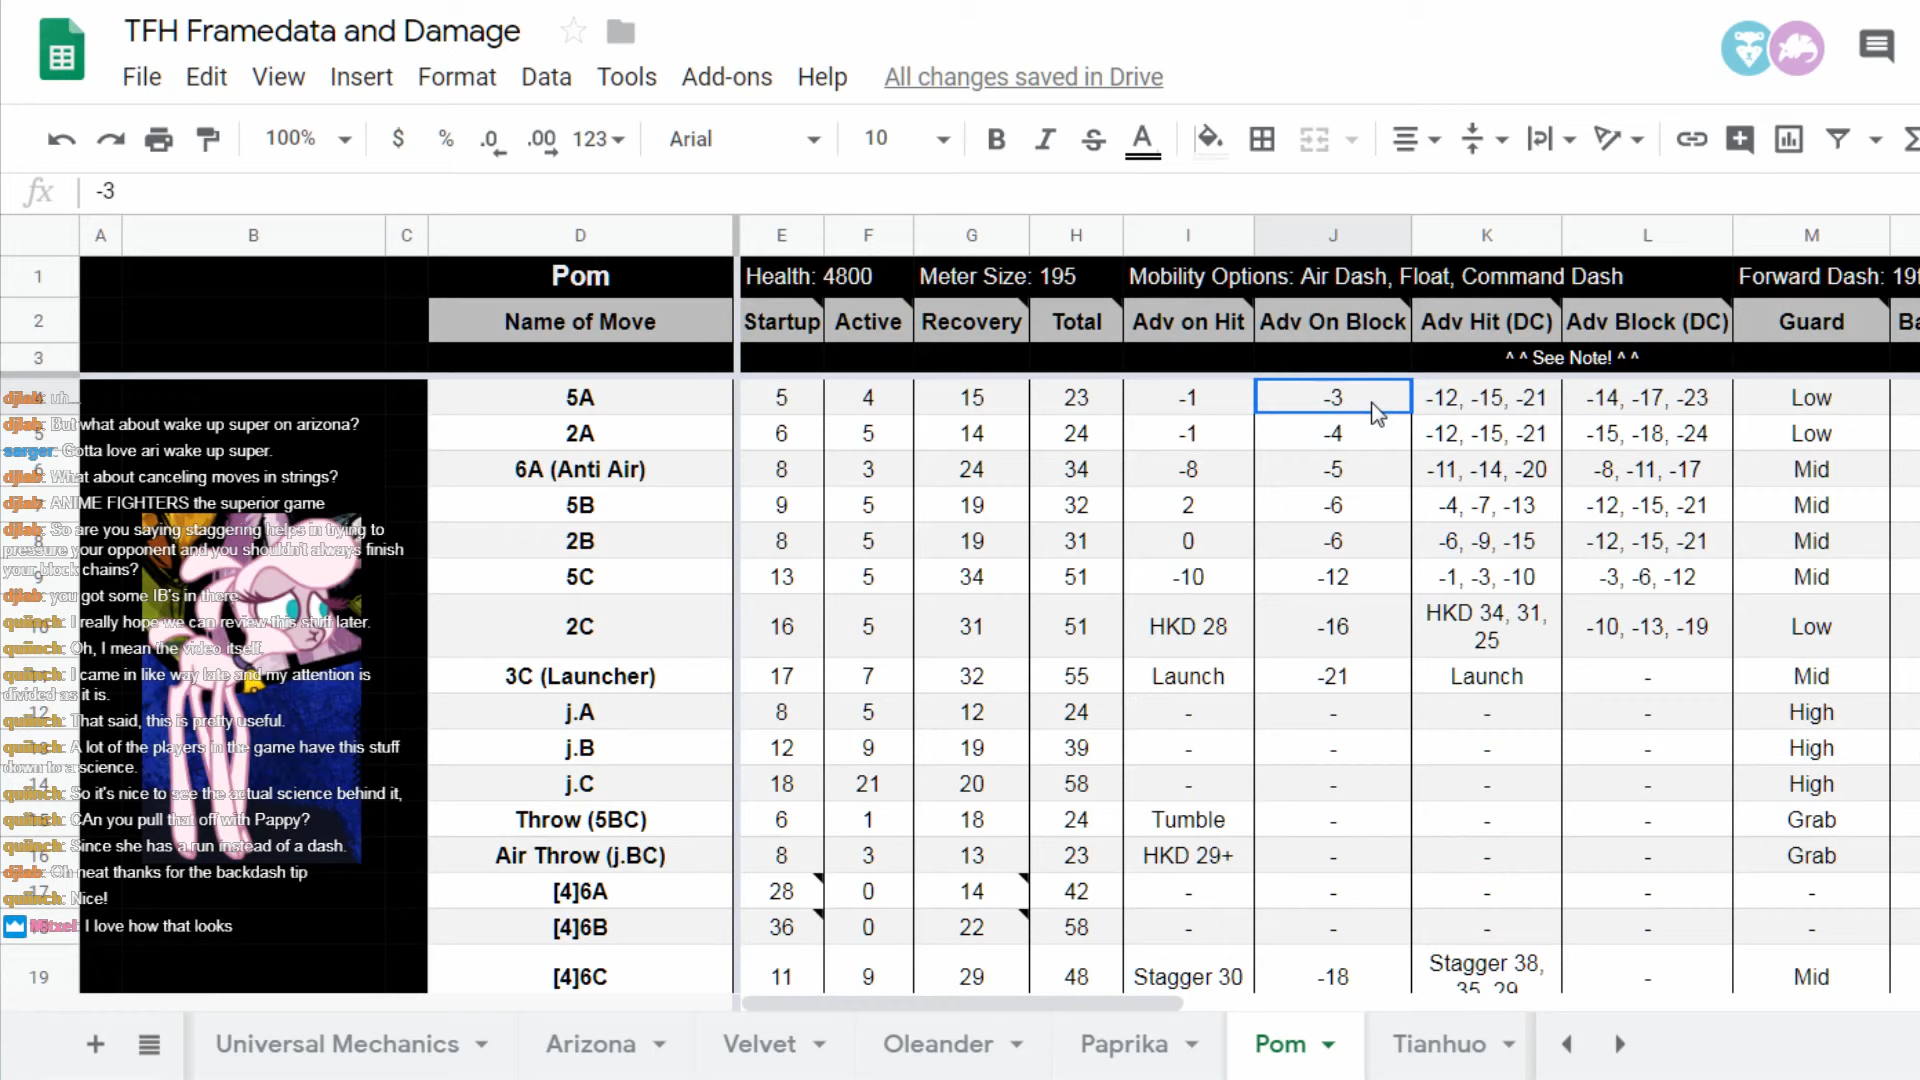 TFH Framedata and Damage
File Edit View Insert Format Data Tools Add-ons Help All changes saved in Drive
100% $ % .0 .00 123 Arial 10 B I S A
fx -3
A B C D E F G H I J K L M
1 Pom Health: 4800 Meter Size: 195 Mobility Options: Air Dash, Float, Command Dash Forward Dash: 19f
2 Name of Move Startup Active Recovery Total Adv on Hit Adv On Block Adv Hit (DC) Adv Block (DC) Guard Ba
3 ^ ^ See Note! ^ ^
5A 5 4 15 23 -1 -3 -12, -15, -21 -14, -17, -23 Low
5 2A 6 5 14 24 -1 -4 -12, -15, -21 -15, -18, -24 Low
6 6A (Anti Air) 8 3 24 34 -8 -5 -11, -14, -20 -8, -11, -17 Mid
5B 9 5 19 32 2 -6 -4, -7, -13 -12, -15, -21 Mid
8 2B 8 5 19 31 0 -6 -6, -9, -15 -12, -15, -21 Mid
9 5C 13 5 34 51 -10 -12 -1, -3, -10 -3, -6, -12 Mid
10 2C 16 5 31 51 HKD 28 -16 HKD 34, 31, 25 -10, -13, -19 Low
3C (Launcher) 17 7 32 55 Launch -21 Launch - Mid
12 j.A 8 5 12 24 - - - - High
13 j.B 12 9 19 39 - - - - High
14 j.C 18 21 20 58 - - - - High
15 Throw (5BC) 6 1 18 24 Tumble - - - Grab
16 Air Throw (j.BC) 8 3 13 23 HKD 29+ - - - Grab
17 [4]6A 28 0 14 42 - - - - -
18 [4]6B 36 0 22 58 - - - - -
19 [4]6C 11 9 29 48 Stagger 30 -18 Stagger 38, 35, 29 - Mid
djiab: uh...
djiab: But what about wake up super on arizona?
sarger: Gotta love ari wake up super.
djiab: What about canceling moves in strings?
djiab: ANIME FIGHTERS the superior game
djiab: So are you saying staggering helps in trying to
pressure your opponent and you shouldn't always finish
your block chains?
djiab: you got some IB's in there
quiinch: I really hope we can review this stuff later.
quiinch: Oh, I mean the video itself.
quiinch: I came in like way late and my attention is
divided as it is.
quiinch: That said, this is pretty useful.
quiinch: A lot of the players in the game have this stuff
down to a science.
quiinch: So it's nice to see the actual science behind it,
quiinch: CAn you pull that off with Pappy?
quiinch: Since she has a run instead of a dash.
djiab: Oh neat thanks for the backdash tip
quiinch: Nice!
I love how that looks
+ Universal Mechanics Arizona Velvet Oleander Paprika Pom Tianhuo